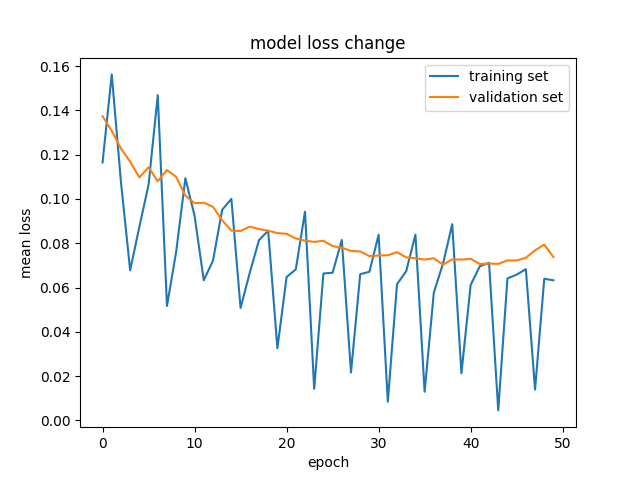 model loss change
training set
validation set
mean loss
0.16
0.14
0.12
0.10
0.08
0.06
0.04
0.02
0.00
0 10 20 30 40 50
epoch